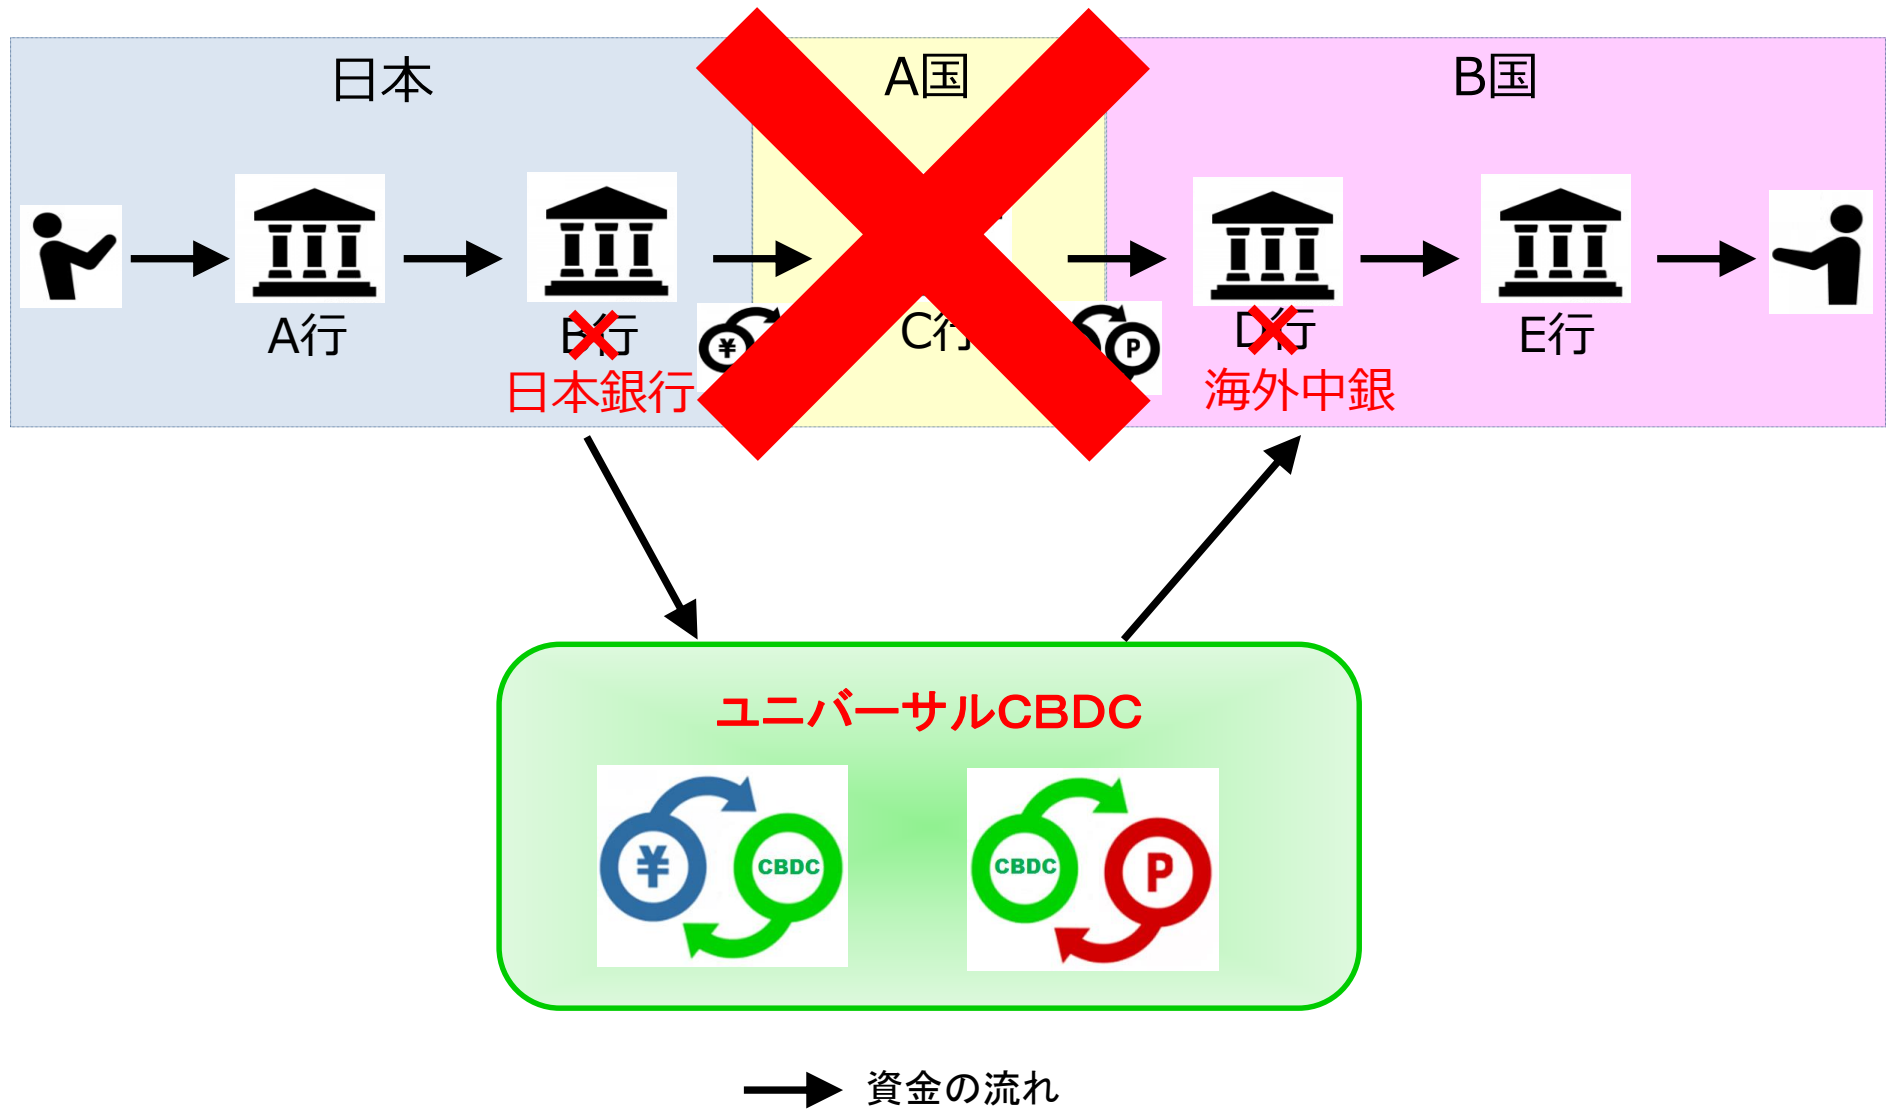 日本
A国
B国
A行
B行
C行
D行
E行
日本銀行
海外中銀
¥
P
ユニバーサルCBDC
¥
CBDC
CBDC
P
資金の流れ